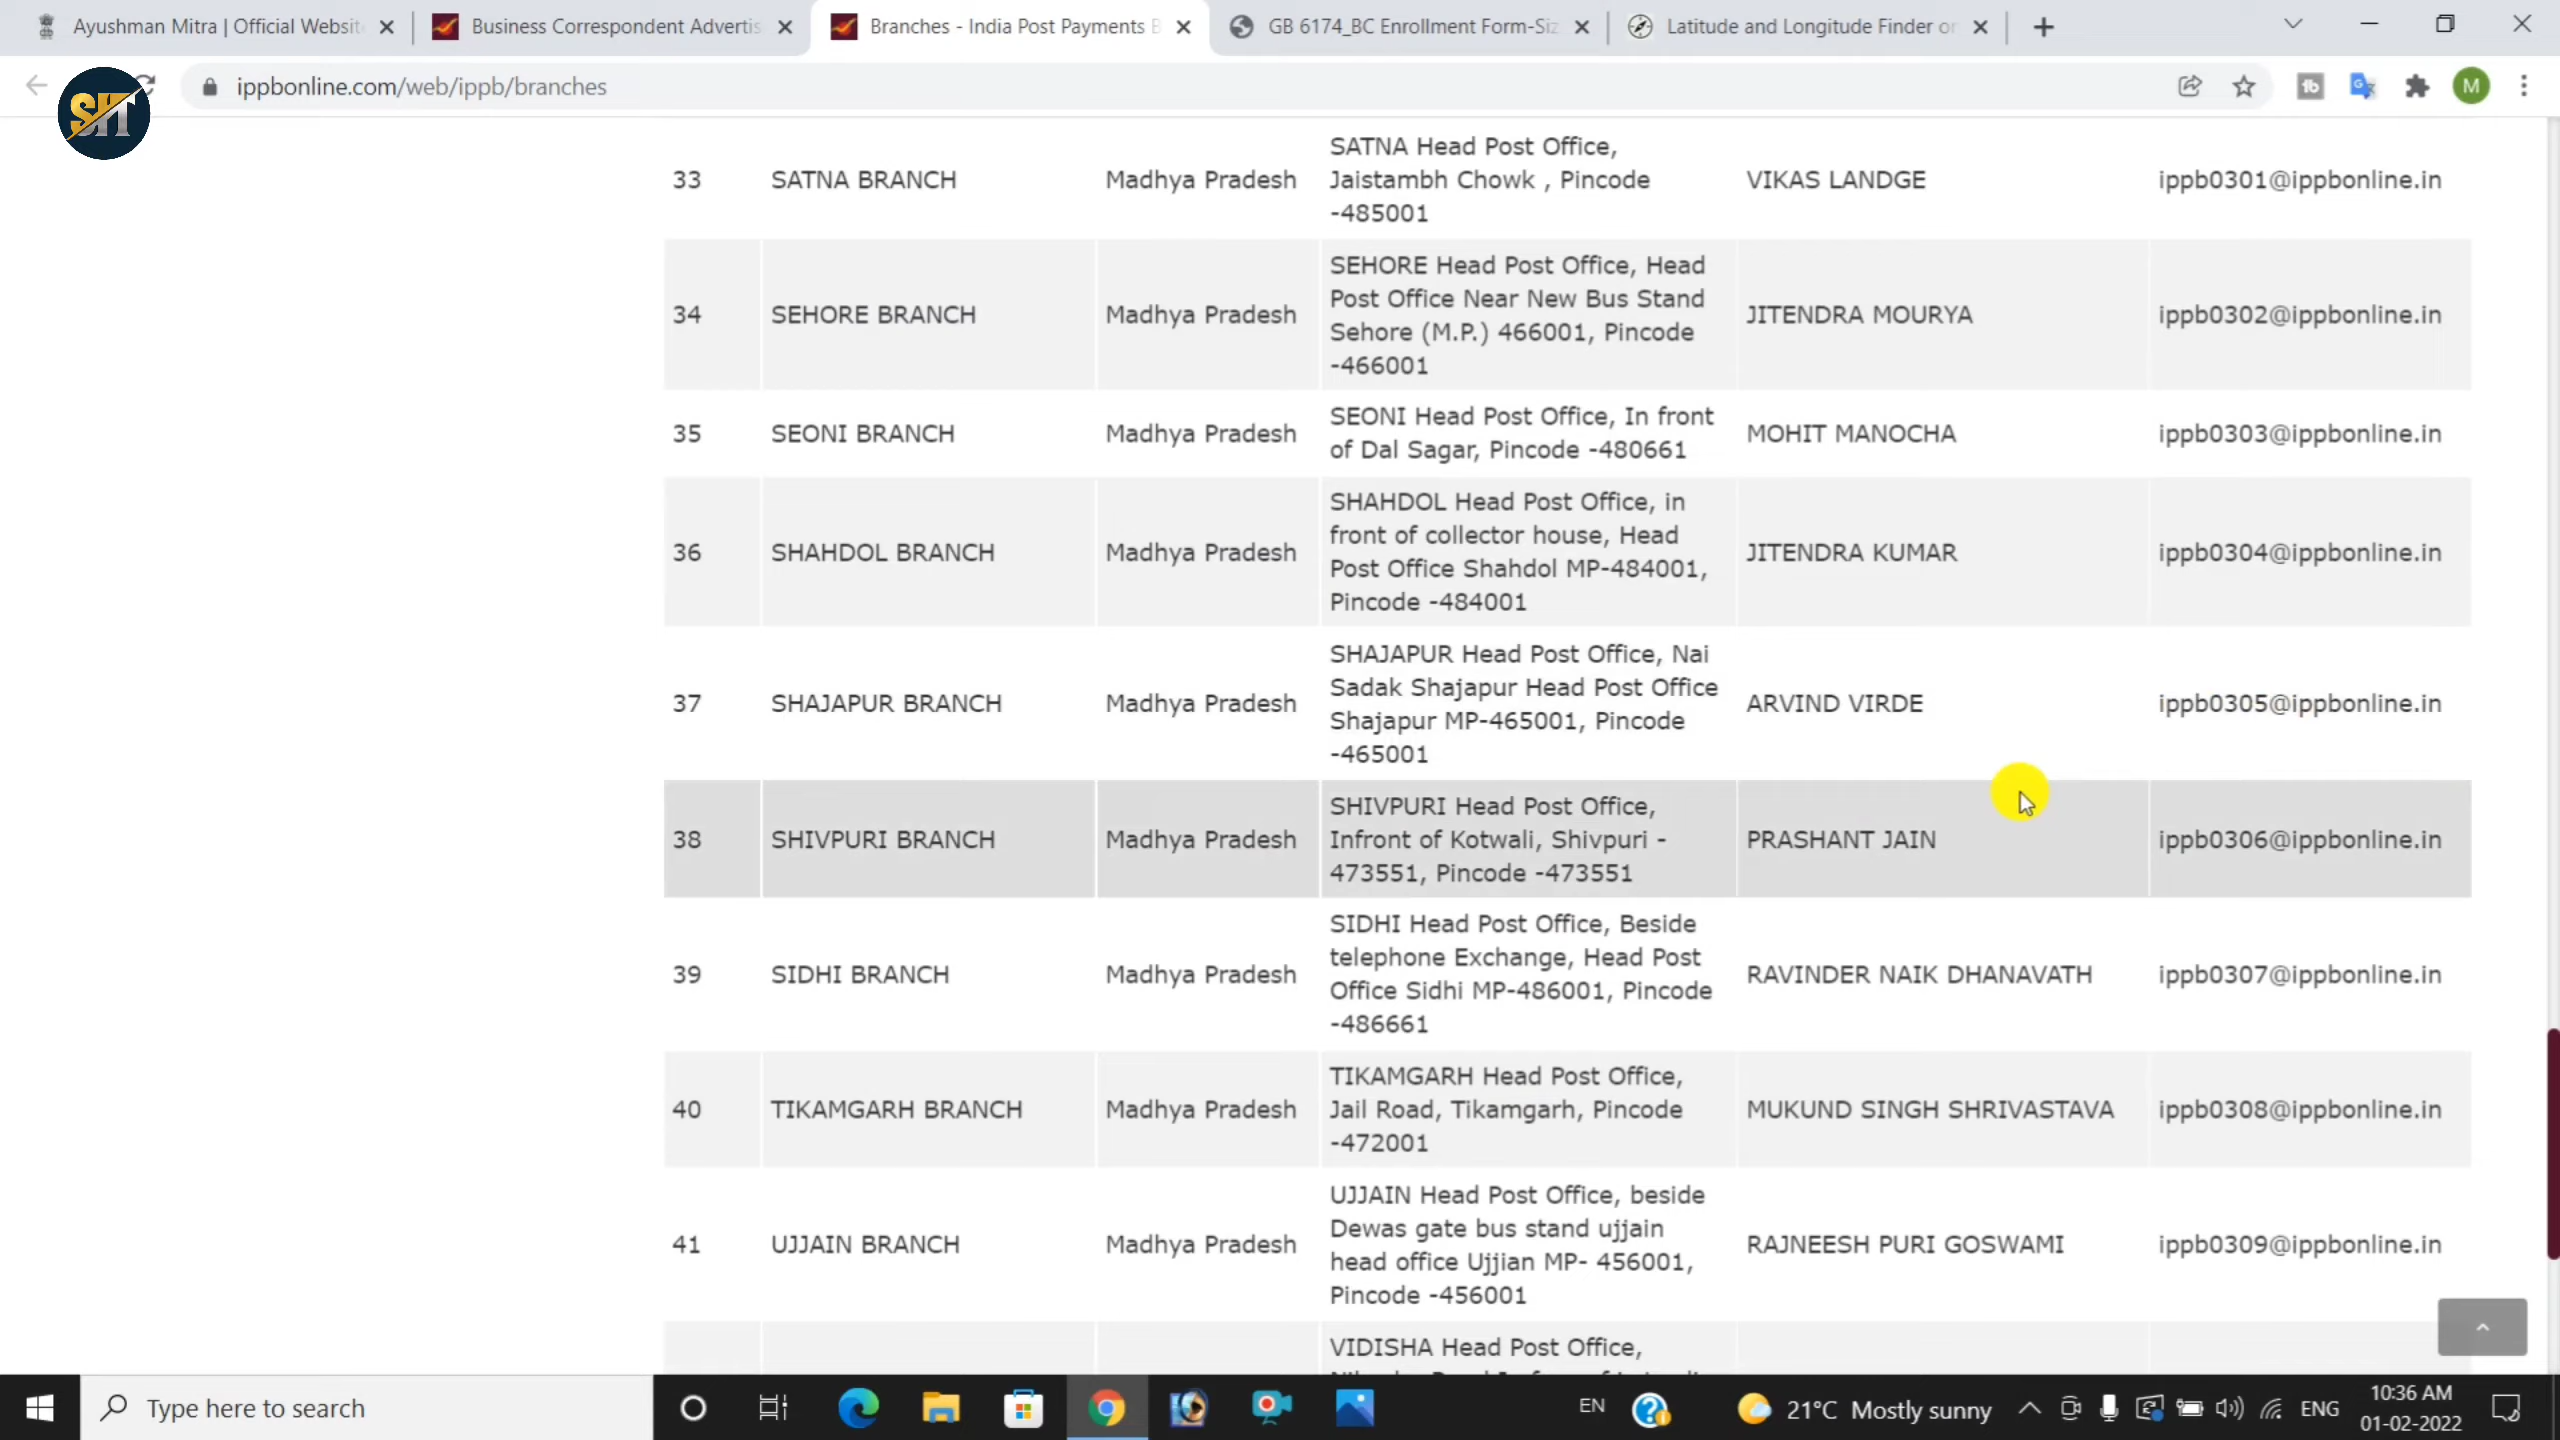 Ayushman Mitra | Official Websit
Business Correspondent Advertis
Branches - India Post Payments B
GB 6174_BC Enrollment Form-Siz
Latitude and Longitude Finder on
ippbonline.com/web/ippb/branches
M
SHT
33 SATNA BRANCH Madhya Pradesh
SATNA Head Post Office,
Jaistambh Chowk , Pincode
-485001
VIKAS LANDGE ippb0301@ippbonline.in
34 SEHORE BRANCH Madhya Pradesh
SEHORE Head Post Office, Head
Post Office Near New Bus Stand
Sehore (M.P.) 466001, Pincode
-466001
JITENDRA MOURYA ippb0302@ippbonline.in
35 SEONI BRANCH Madhya Pradesh
SEONI Head Post Office, In front
of Dal Sagar, Pincode -480661
MOHIT MANOCHA ippb0303@ippbonline.in
36 SHAHDOL BRANCH Madhya Pradesh
SHAHDOL Head Post Office, in
front of collector house, Head
Post Office Shahdol MP-484001,
Pincode -484001
JITENDRA KUMAR ippb0304@ippbonline.in
37 SHAJAPUR BRANCH Madhya Pradesh
SHAJAPUR Head Post Office, Nai
Sadak Shajapur Head Post Office
Shajapur MP-465001, Pincode
-465001
ARVIND VIRDE ippb0305@ippbonline.in
38 SHIVPURI BRANCH Madhya Pradesh
SHIVPURI Head Post Office,
Infront of Kotwali, Shivpuri -
473551, Pincode -473551
PRASHANT JAIN ippb0306@ippbonline.in
39 SIDHI BRANCH Madhya Pradesh
SIDHI Head Post Office, Beside
telephone Exchange, Head Post
Office Sidhi MP-486001, Pincode
-486661
RAVINDER NAIK DHANAVATH ippb0307@ippbonline.in
40 TIKAMGARH BRANCH Madhya Pradesh
TIKAMGARH Head Post Office,
Jail Road, Tikamgarh, Pincode
-472001
MUKUND SINGH SHRIVASTAVA ippb0308@ippbonline.in
41 UJJAIN BRANCH Madhya Pradesh
UJJAIN Head Post Office, beside
Dewas gate bus stand ujjain
head office Ujjian MP- 456001,
Pincode -456001
RAJNEESH PURI GOSWAMI ippb0309@ippbonline.in
VIDISHA Head Post Office,
Type here to search
EN
21°C Mostly sunny
ENG
10:36 AM
01-02-2022